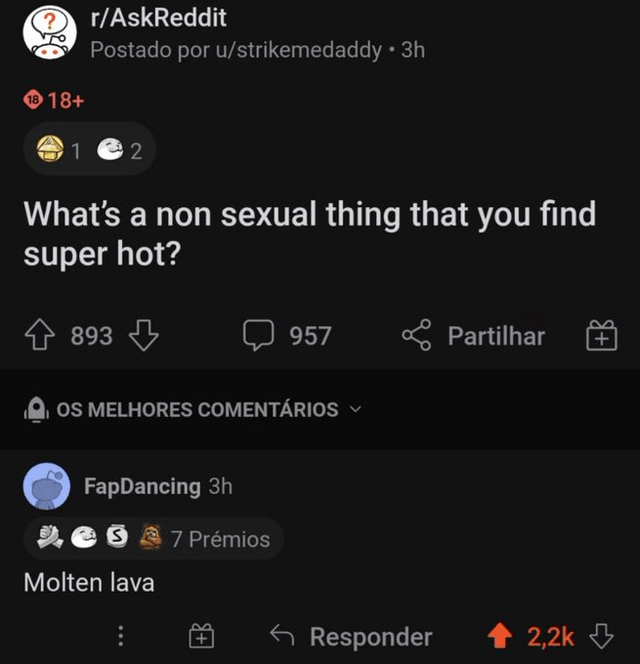 r/AskReddit
Postado por u/strikemedaddy • 3h
18 18+
1 2
What's a non sexual thing that you find
super hot?
893 957 Partilhar
OS MELHORES COMENTÁRIOS
FapDancing 3h
S 7 Prémios
Molten lava
Responder 2,2k